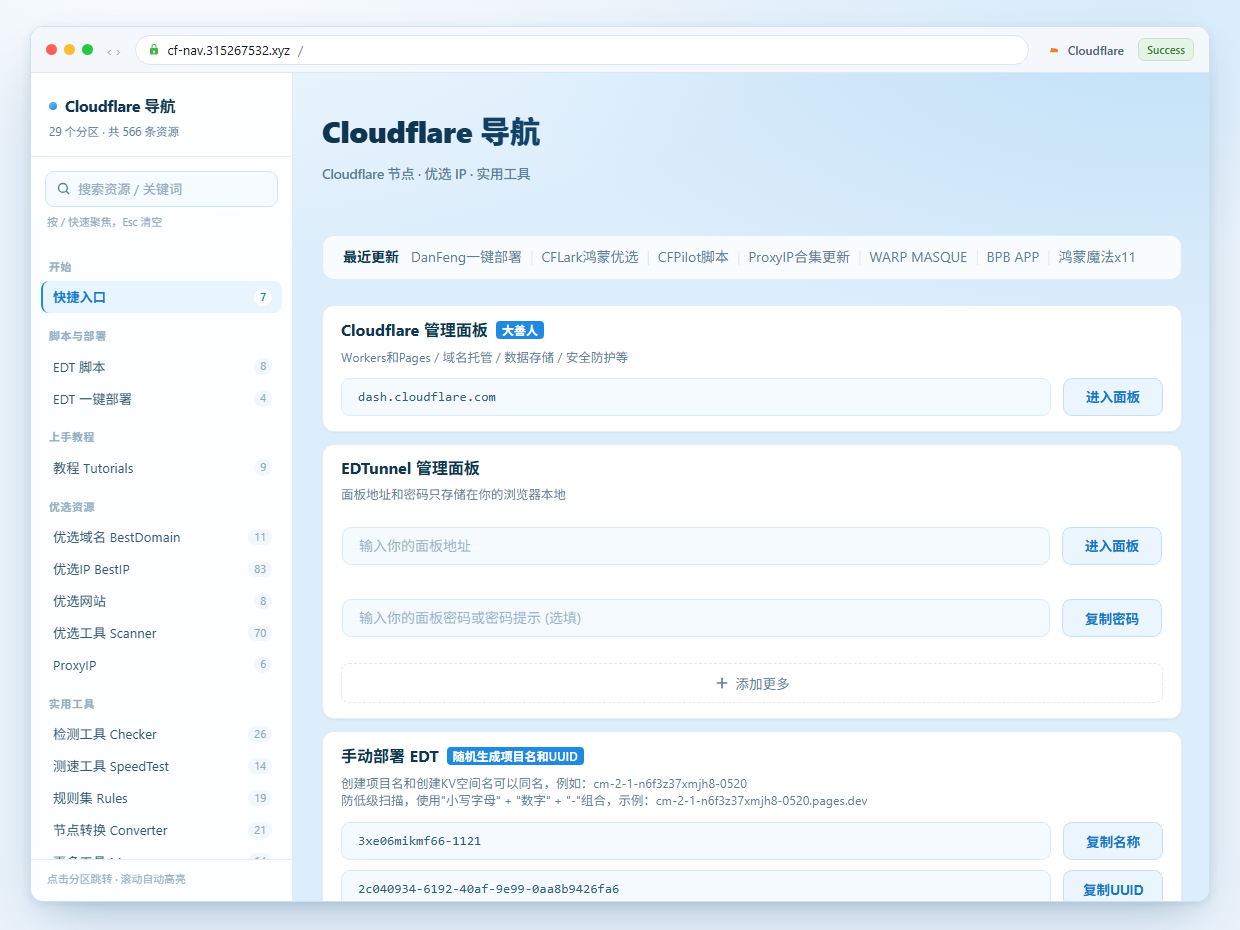 cf-nav.315267532.xyz /
Cloudflare
Success
Cloudflare 导航
29 个分区 · 共 566 条资源
搜索资源 / 关键词
按 / 快速聚焦，Esc 清空
开始
快捷入口 7
脚本与部署
EDT 脚本 8
EDT 一键部署 4
上手教程
教程 Tutorials 9
优选资源
优选域名 BestDomain 11
优选IP BestIP 83
优选网站 8
优选工具 Scanner 70
ProxyIP 6
实用工具
检测工具 Checker 26
测速工具 SpeedTest 14
规则集 Rules 19
节点转换 Converter 21
点击分区跳转 · 滚动自动高亮
Cloudflare 导航
Cloudflare 节点 · 优选 IP · 实用工具
最近更新 DanFeng一键部署 CFLark鸿蒙优选 CFPilot脚本 ProxyIP合集更新 WARP MASQUE BPB APP 鸿蒙魔法x11
Cloudflare 管理面板 大善人
Workers和Pages / 域名托管 / 数据存储 / 安全防护等
dash.cloudflare.com 进入面板
EDTunnel 管理面板
面板地址和密码只存储在你的浏览器本地
输入你的面板地址 进入面板
输入你的面板密码或密码提示 (选填) 复制密码
+ 添加更多
手动部署 EDT 随机生成项目名和UUID
创建项目名和创建KV空间名可以同名，例如：cm-2-1-n6f3z37xmjh8-0520
防低级扫描，使用"小写字母" + "数字" + "-"组合，示例：cm-2-1-n6f3z37xmjh8-0520.pages.dev
3xe06mikmf66-1121 复制名称
2c040934-6192-40af-9e99-0aa8b9426fa6 复制UUID